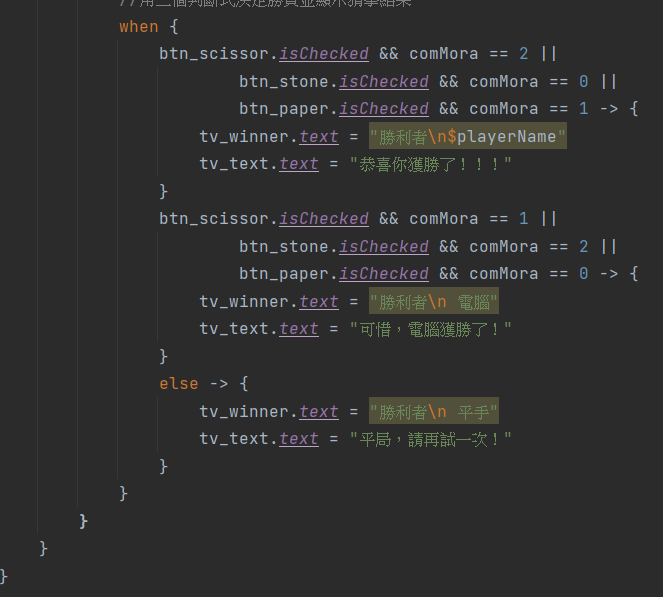 //用三個判斷式決定勝負並顯示猜拳結果
when {
btn_scissor.isChecked && comMora == 2 ||
btn_stone.isChecked && comMora == 0 ||
btn_paper.isChecked && comMora == 1 -> {
tv_winner.text = "勝利者\n$playerName"
tv_text.text = "恭喜你獲勝了！！！"
}
btn_scissor.isChecked && comMora == 1 ||
btn_stone.isChecked && comMora == 2 ||
btn_paper.isChecked && comMora == 0 -> {
tv_winner.text = "勝利者\n 電腦"
tv_text.text = "可惜，電腦獲勝了！"
}
else -> {
tv_winner.text = "勝利者\n 平手"
tv_text.text = "平局，請再試一次！"
}
}
}
}
}